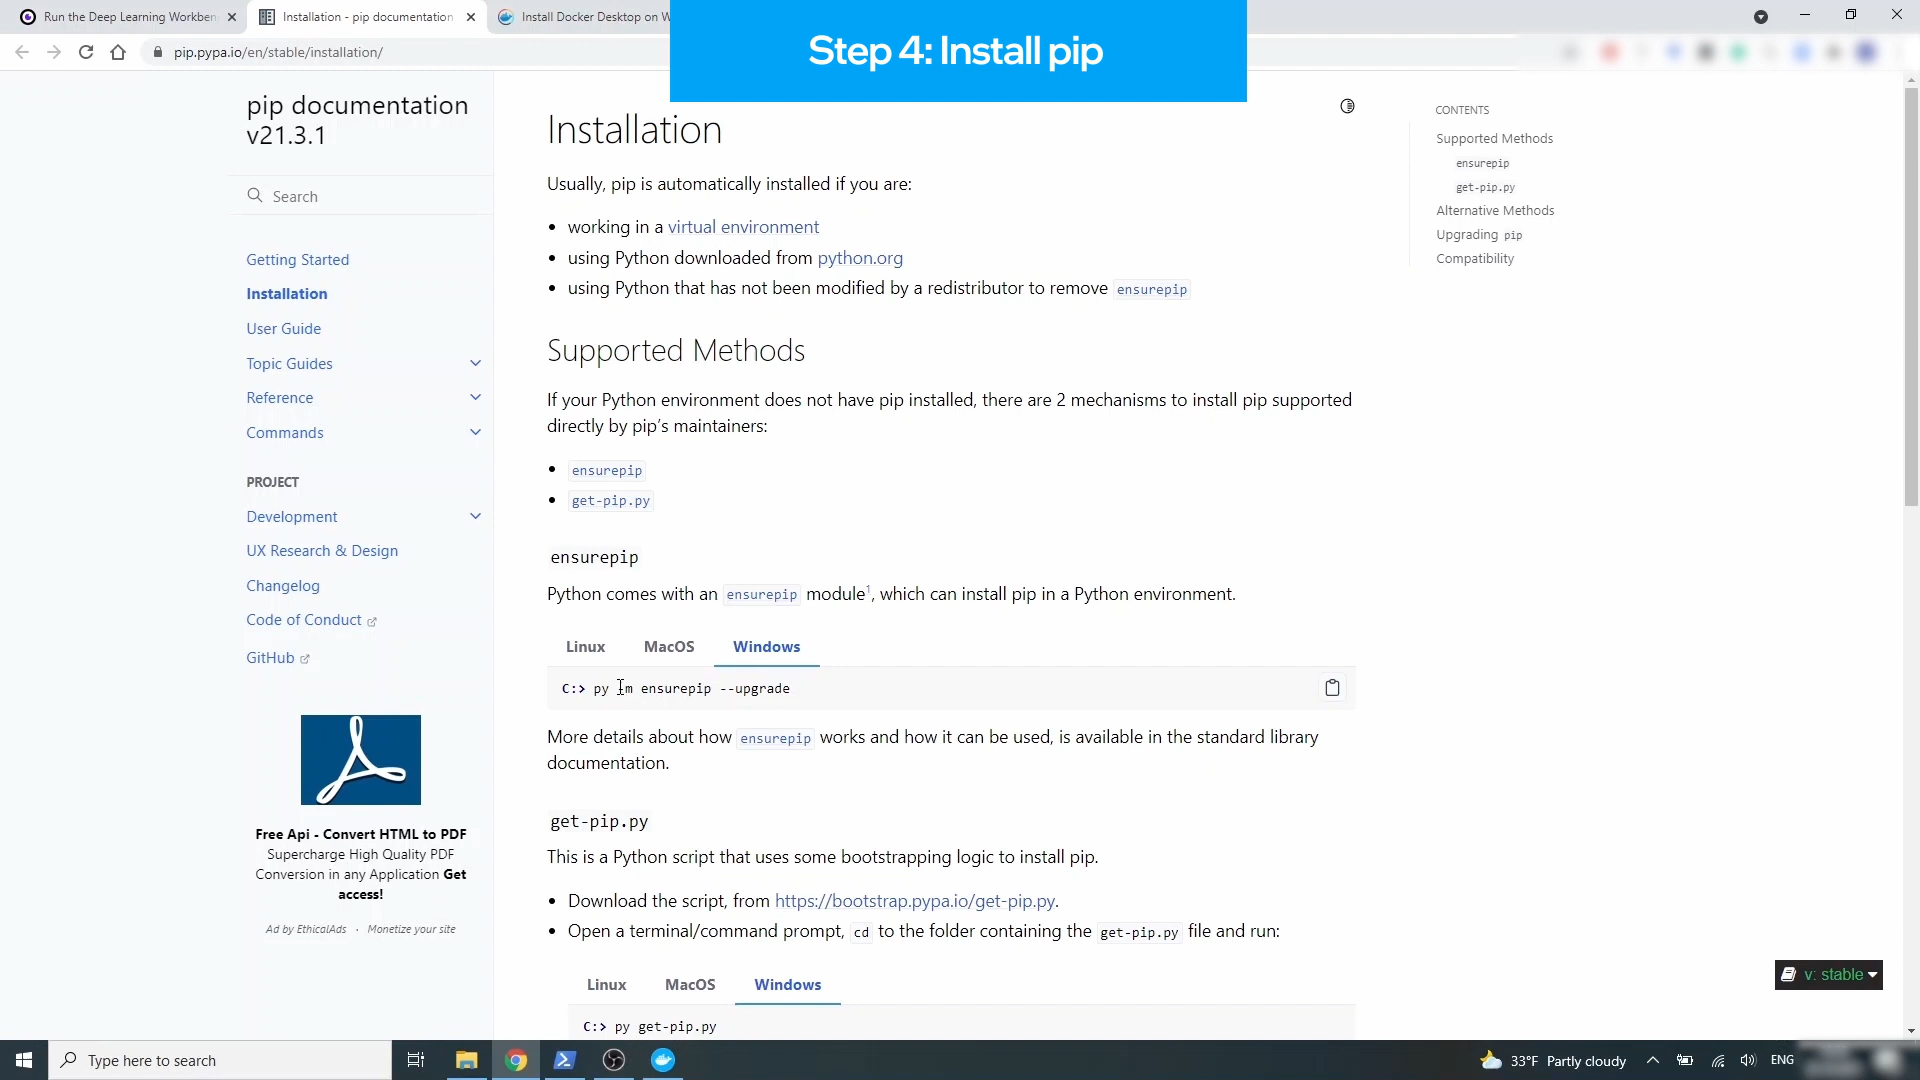 Run the Deep Learning Workben
Installation - pip documentation
Install Docker Desktop on W
pip.pypa.io/en/stable/installation/
Step 4: Install pip
pip documentation
v21.3.1
Search
Getting Started
Installation
User Guide
Topic Guides
Reference
Commands
PROJECT
Development
UX Research & Design
Changelog
Code of Conduct
GitHub
Free Api - Convert HTML to PDF
Supercharge High Quality PDF
Conversion in any Application Get
access!
Ad by EthicalAds · Monetize your site
Installation
Usually, pip is automatically installed if you are:
• working in a virtual environment
• using Python downloaded from python.org
• using Python that has not been modified by a redistributor to remove ensurepip
Supported Methods
If your Python environment does not have pip installed, there are 2 mechanisms to install pip supported
directly by pip's maintainers:
• ensurepip
• get-pip.py
ensurepip
Python comes with an ensurepip module1, which can install pip in a Python environment.
Linux MacOS Windows
C:> py -m ensurepip --upgrade
More details about how ensurepip works and how it can be used, is available in the standard library
documentation.
get-pip.py
This is a Python script that uses some bootstrapping logic to install pip.
• Download the script, from https://bootstrap.pypa.io/get-pip.py.
• Open a terminal/command prompt, cd to the folder containing the get-pip.py file and run:
Linux MacOS Windows
C:> py get-pip.py
CONTENTS
Supported Methods
ensurepip
get-pip.py
Alternative Methods
Upgrading pip
Compatibility
v: stable
Type here to search
33°F Partly cloudy
ENG